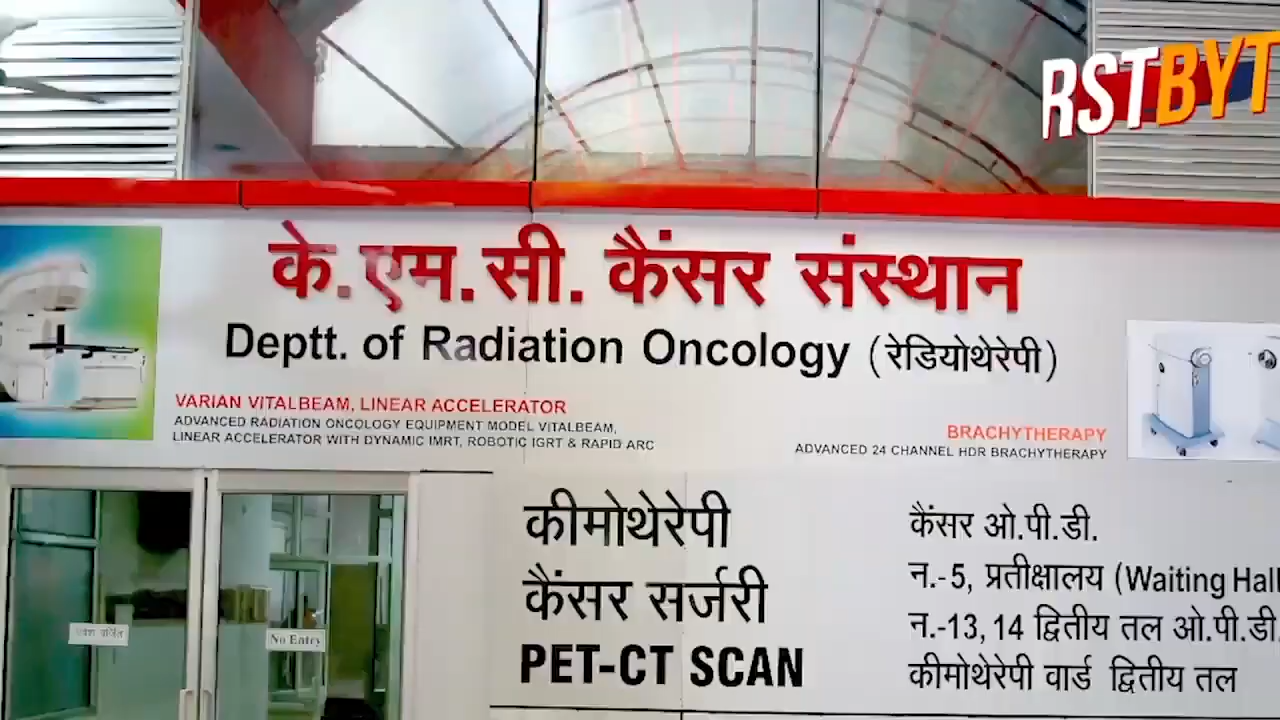 RSTBYT
के.एम.सी. कैंसर संस्थान
Deptt. of Radiation Oncology (रेडियोथेरेपी)
VARIAN VITALBEAM, LINEAR ACCELERATOR
ADVANCED RADIATION ONCOLOGY EQUIPMENT MODEL VITALBEAM,
LINEAR ACCELERATOR WITH DYNAMIC IMRT, ROBOTIC IGRT & RAPID ARC
BRACHYTHERAPY
ADVANCED 24 CHANNEL HDR BRACHYTHERAPY
कीमोथेरेपी
कैंसर सर्जरी
PET-CT SCAN
कैंसर ओ.पी.डी.
न.-5, प्रतीक्षालय (Waiting Hall
न.-13, 14 द्वितीय तल ओ.पी.डी.
कीमोथेरेपी वार्ड द्वितीय तल
No Entry